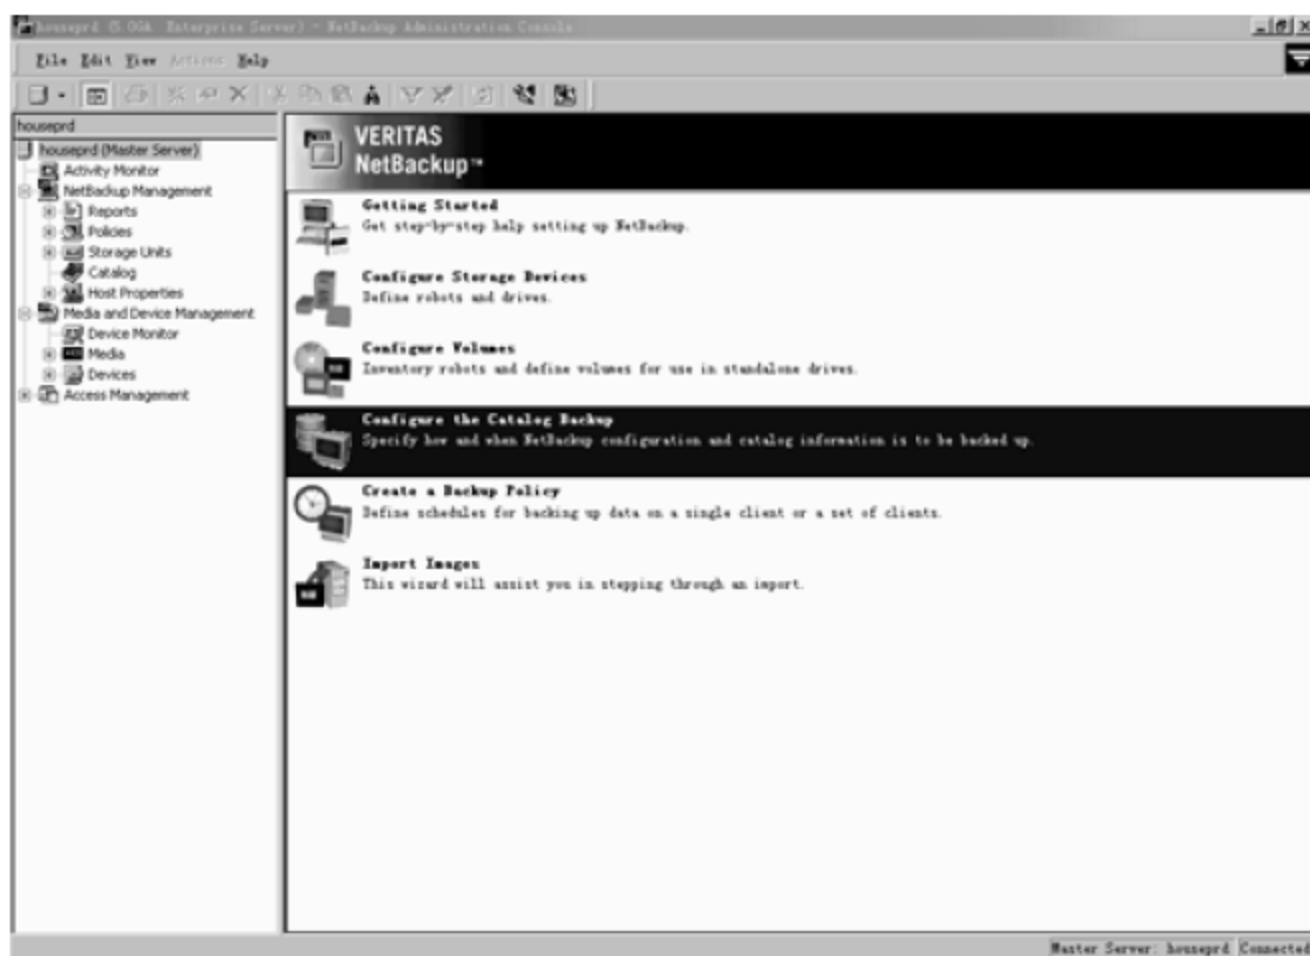 houseprd (5.0GA Enterprise Server) - NetBackup Administration Console
File Edit View Actions Help
houseprd
houseprd (Master Server)
Activity Monitor
NetBackup Management
Reports
Policies
Storage Units
Catalog
Host Properties
Media and Device Management
Device Monitor
Media
Devices
Access Management
VERITAS
NetBackup™
Getting Started
Get step-by-step help setting up NetBackup.
Configure Storage Devices
Define robots and drives.
Configure Volumes
Inventory robots and define volumes for use in standalone drives.
Configure the Catalog Backup
Specify how and when NetBackup configuration and catalog information is to be backed up.
Create a Backup Policy
Define schedules for backing up data on a single client or a set of clients.
Import Images
This wizard will assist you in stepping through an import.
Master Server: houseprd Connected